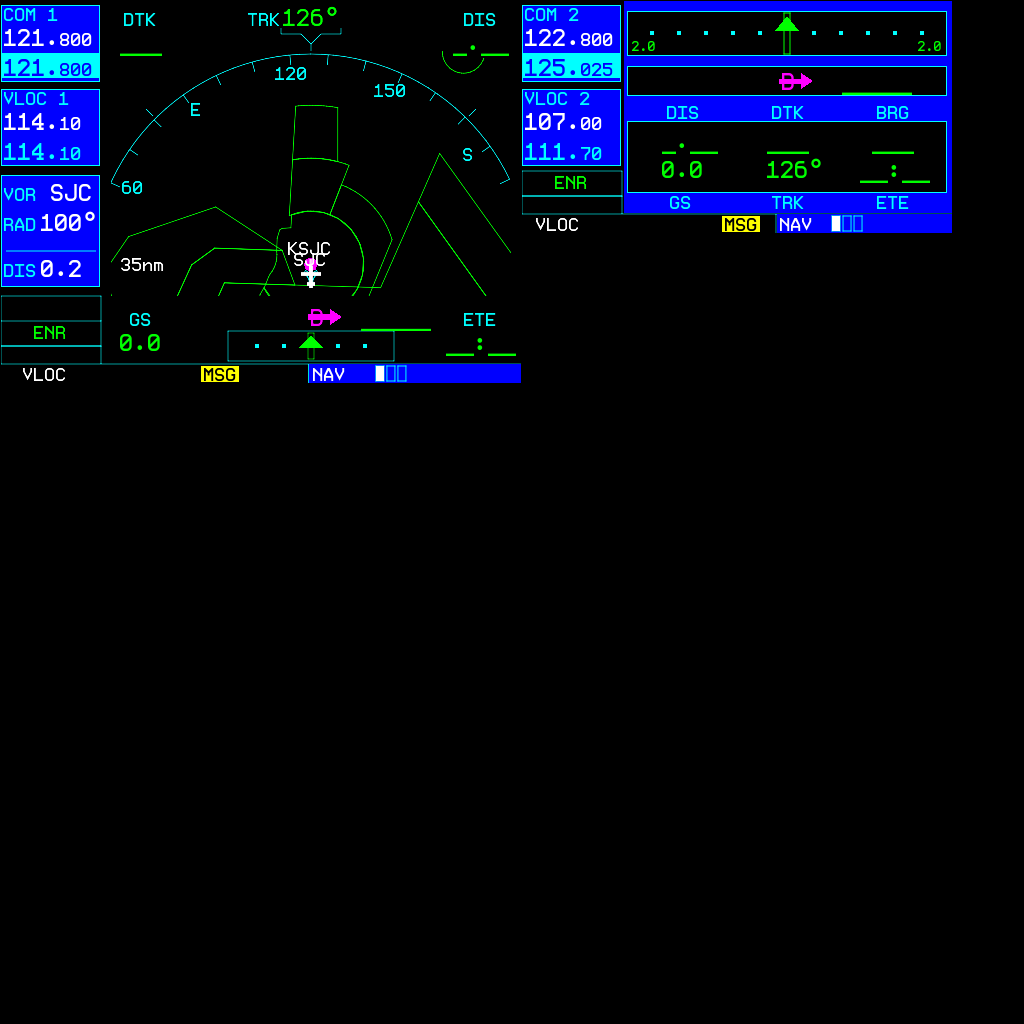 COM 1
121.800
121.800
VLOC 1
114.10
114.10
VOR SJC
RAD 100°
DIS 0.2
ENR
VLOC
DTK
TRK 126°
DIS
120
150
E
S
60
35nm
KSJC
SJC
GS
0.0
D
ETE
MSG
NAV
COM 2
122.800
125.025
VLOC 2
107.00
111.70
ENR
VLOC
2.0 2.0
D
DIS DTK BRG
0.0 126° __:__
GS TRK ETE
MSG NAV